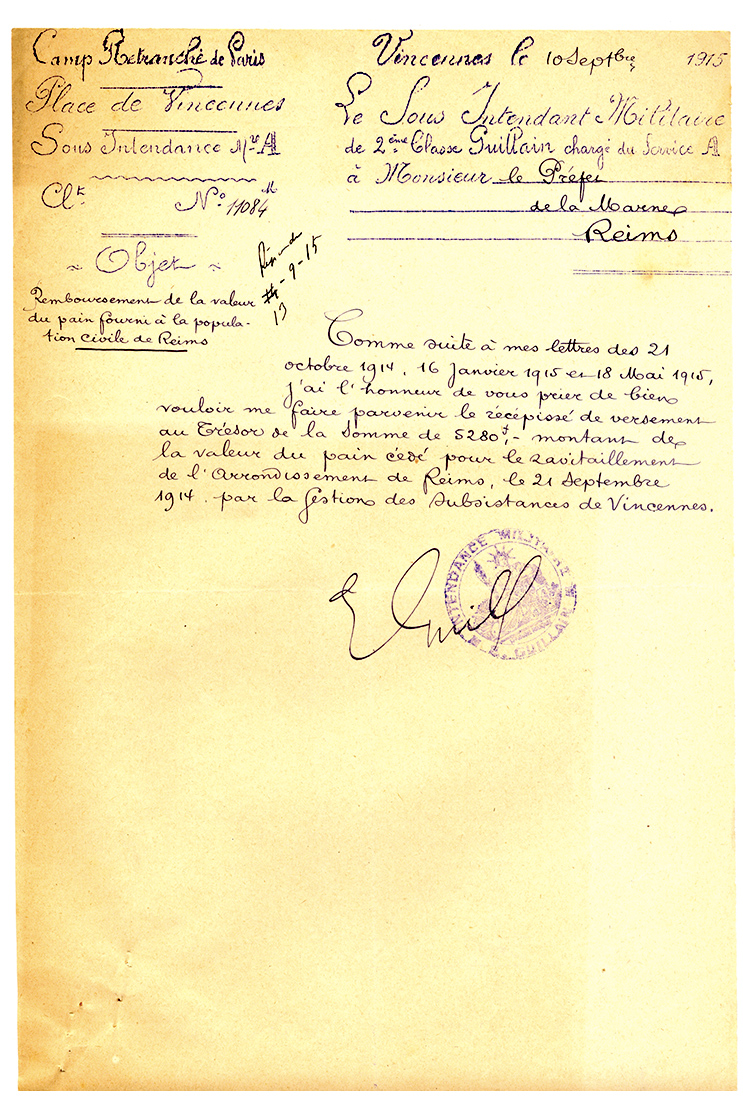 Camp Retranché de Paris
Place de Vincennes
Sous Intendance Mre A
Ct No 11084 M
~ Objet ~
Remboursement de la valeur
du pain fourni à la popula-
tion civile de Reims
Vincennes le 10 Septbre 1915
Le Sous Intendant Militaire
de 2ème Classe Guillain chargé du Service A
à Monsieur le Préfet
de la Marne
Reims
-9-15
13
Comme suite à mes lettres des 21
octobre 1914, 16 Janvier 1915 et 18 Mai 1915,
j'ai l'honneur de vous prier de bien
vouloir me faire parvenir le récépissé de versement
au Trésor de la somme de 5280f,- montant de
la valeur du pain cédé pour le ravitaillement
de l'Arrondissement de Reims, le 21 Septembre
1914, par la Gestion des Subsistances de Vincennes.
INTENDANCE MILITAIRE
M. E. GUILLAIN